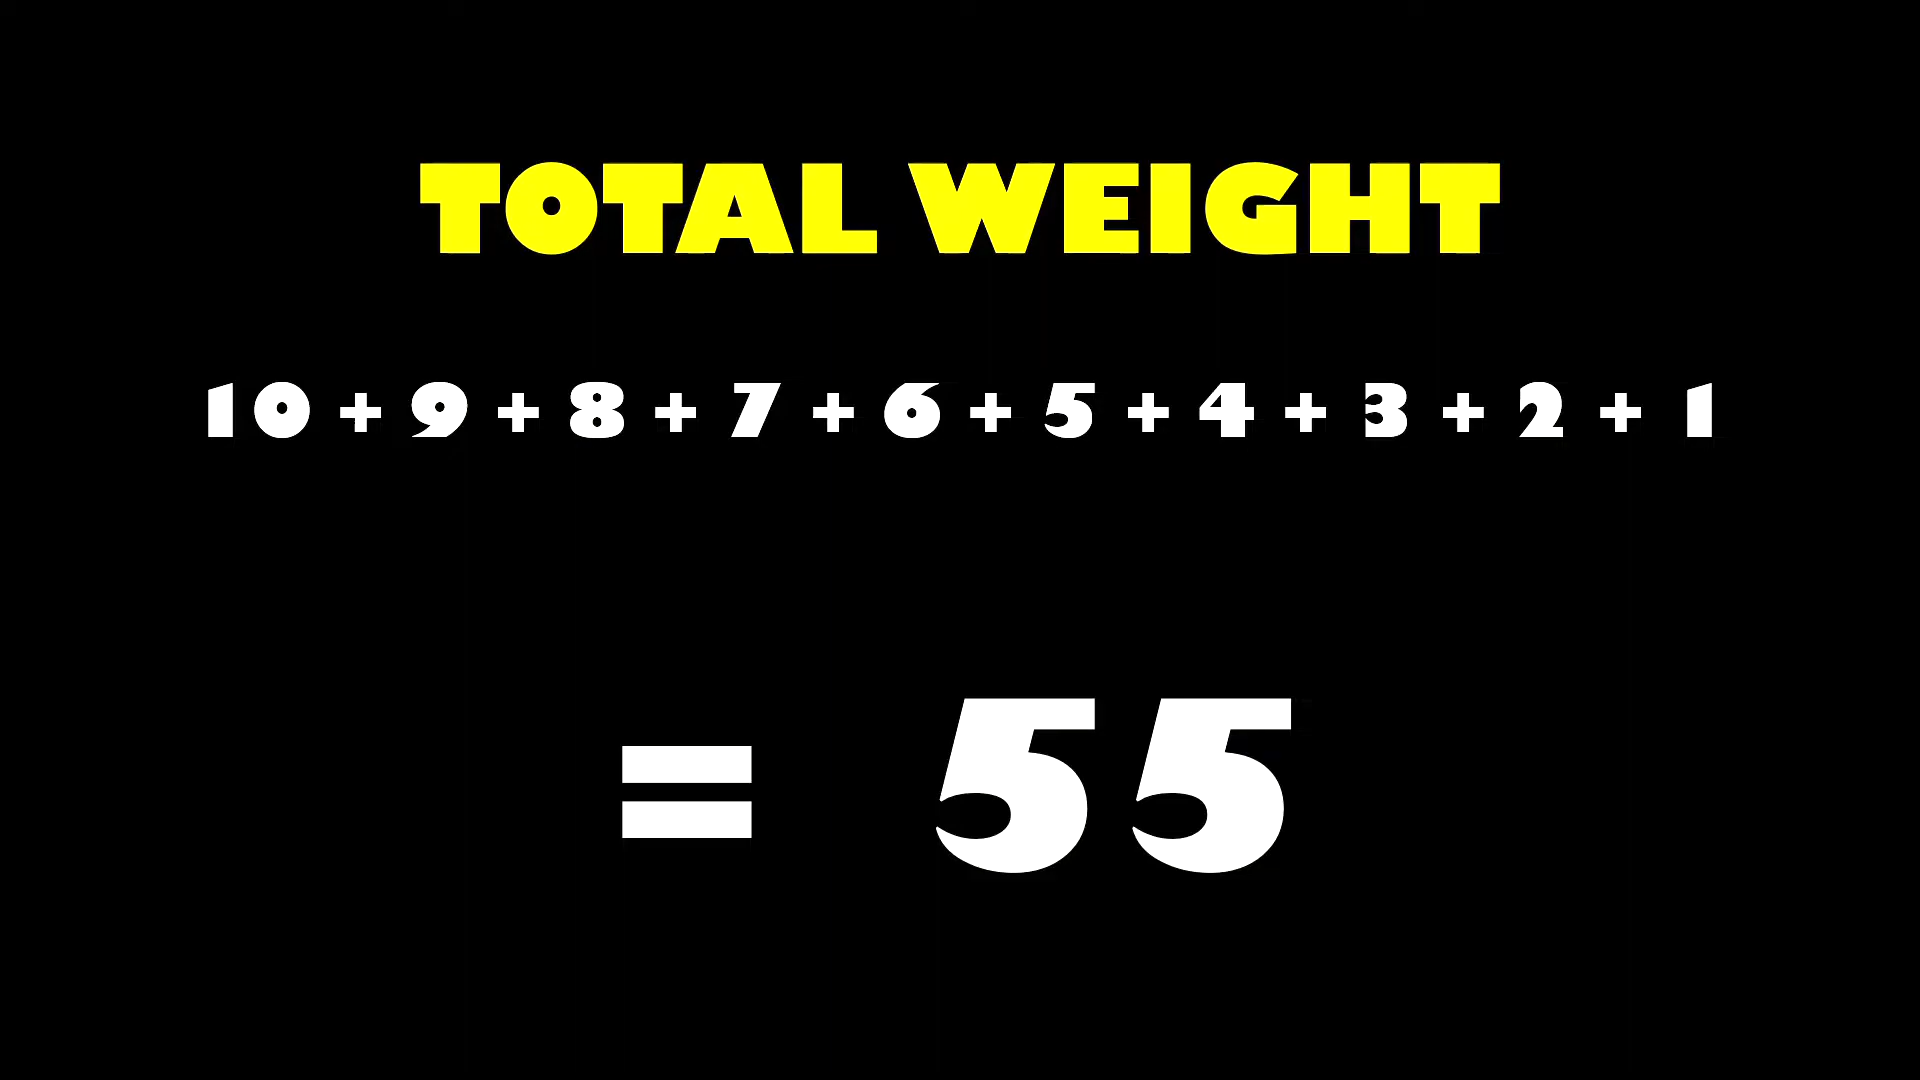 TOTAL WEIGHT
10 + 9 + 8 + 7 + 6 + 5 + 4 + 3 + 2 + 1
= 55